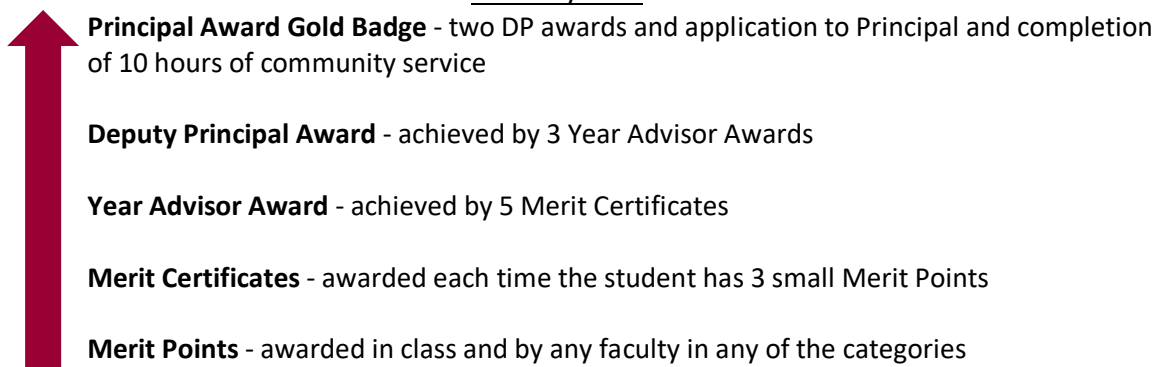 Principal Award Gold Badge - two DP awards and application to Principal and completion
of 10 hours of community service
Deputy Principal Award - achieved by 3 Year Advisor Awards
Year Advisor Award - achieved by 5 Merit Certificates
Merit Certificates - awarded each time the student has 3 small Merit Points
Merit Points - awarded in class and by any faculty in any of the categories